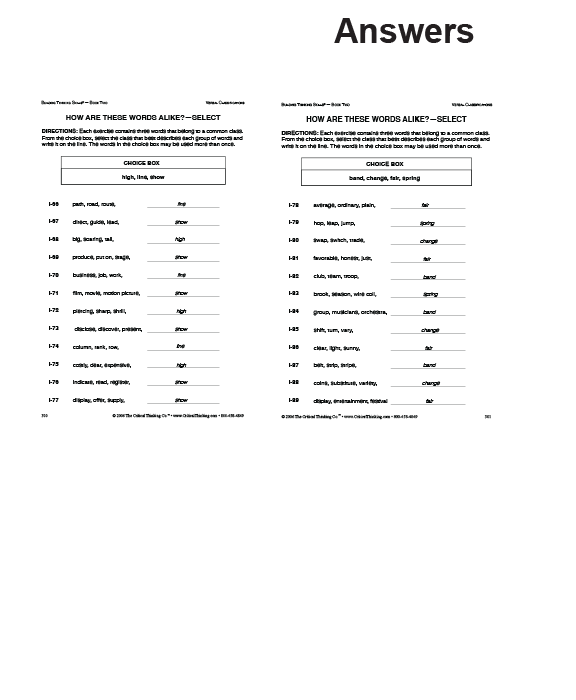 Answers
BUILDING THINKING SKILLS® — BOOK TWO
VERBAL CLASSIFICATIONS
HOW ARE THESE WORDS ALIKE?—SELECT
DIRECTIONS: Each exercise contains three words that belong to a common class.
From the choice box, select the class that best describes each group of words and
write it on the line. The words in the choice box may be used more than once.
CHOICE BOX
high, line, show
I-66 path, road, route, line
I-67 direct, guide, lead, show
I-68 big, soaring, tall, high
I-69 produce, put on, stage, show
I-70 business, job, work, line
I-71 film, movie, motion picture, show
I-72 piercing, sharp, shrill, high
I-73 disclose, discover, present, show
I-74 column, rank, row, line
I-75 costly, dear, expensive, high
I-76 indicate, read, register, show
I-77 display, offer, supply, show
© 2006 The Critical Thinking Co.™ • www.CriticalThinking.com • 800-458-4849
BUILDING THINKING SKILLS® — BOOK TWO
VERBAL CLASSIFICATIONS
HOW ARE THESE WORDS ALIKE?—SELECT
DIRECTIONS: Each exercise contains three words that belong to a common class.
From the choice box, select the class that best describes each group of words and
write it on the line. The words in the choice box may be used more than once.
CHOICE BOX
band, change, fair, spring
I-78 average, ordinary, plain, fair
I-79 hop, leap, jump, spring
I-80 swap, switch, trade, change
I-81 favorable, honest, just, fair
I-82 club, team, troop, band
I-83 brook, season, wire coil, spring
I-84 group, musicians, orchestra, band
I-85 shift, turn, vary, change
I-86 clear, light, sunny, fair
I-87 belt, strip, stripe, band
I-88 coins, substitute, variety, change
I-89 display, entertainment, festival fair
© 2006 The Critical Thinking Co.™ • www.CriticalThinking.com • 800-458-4849